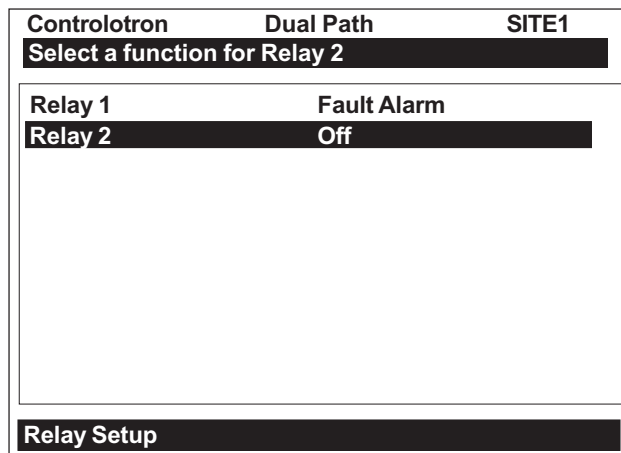 Controlotron Dual Path SITE1
Select a function for Relay 2
Relay 1 Fault Alarm
Relay 2 Off
Relay Setup